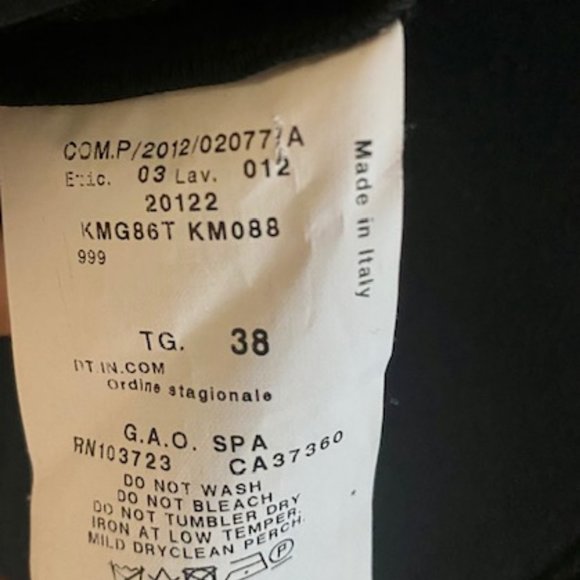 COM.P/2012/02077/A
Etic. 03 Lav. 012
20122
KMG86T KM088
999
Made in Italy
TG. 38
DT.IN.COM
Ordine stagionale
G.A.O. SPA
RN103723 CA37360
DO NOT WASH
DO NOT BLEACH
DO NOT TUMBLER DRY
IRON AT LOW TEMPER.
MILD DRYCLEAN PERCH.
P